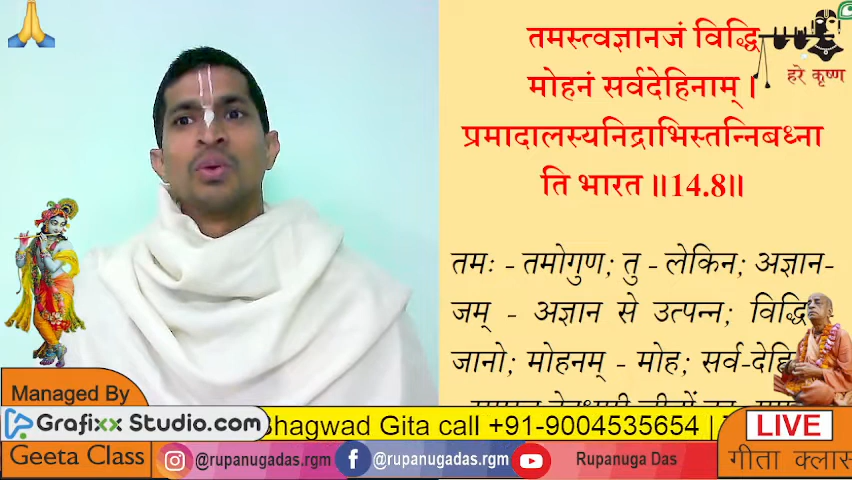 तमस्त्वज्ञानजं विद्धि
मोहनं सर्वदेहिनाम् ।
प्रमादालस्यनिद्राभिस्तन्निबध्ना
ति भारत ॥14.8॥
हरे कृष्ण
तमः - तमोगुण; तु - लेकिन; अज्ञान-
जम् - अज्ञान से उत्पन्न; विद्धि
जानो; मोहनम् - मोह; सर्व-देहि
Managed By
Grafixx Studio.com
Geeta Class
Bhagwad Gita call +91-9004535654 |
LIVE
गीता क्लास
@rupanugadas.rgm
@rupanugadas.rgm
Rupanuga Das